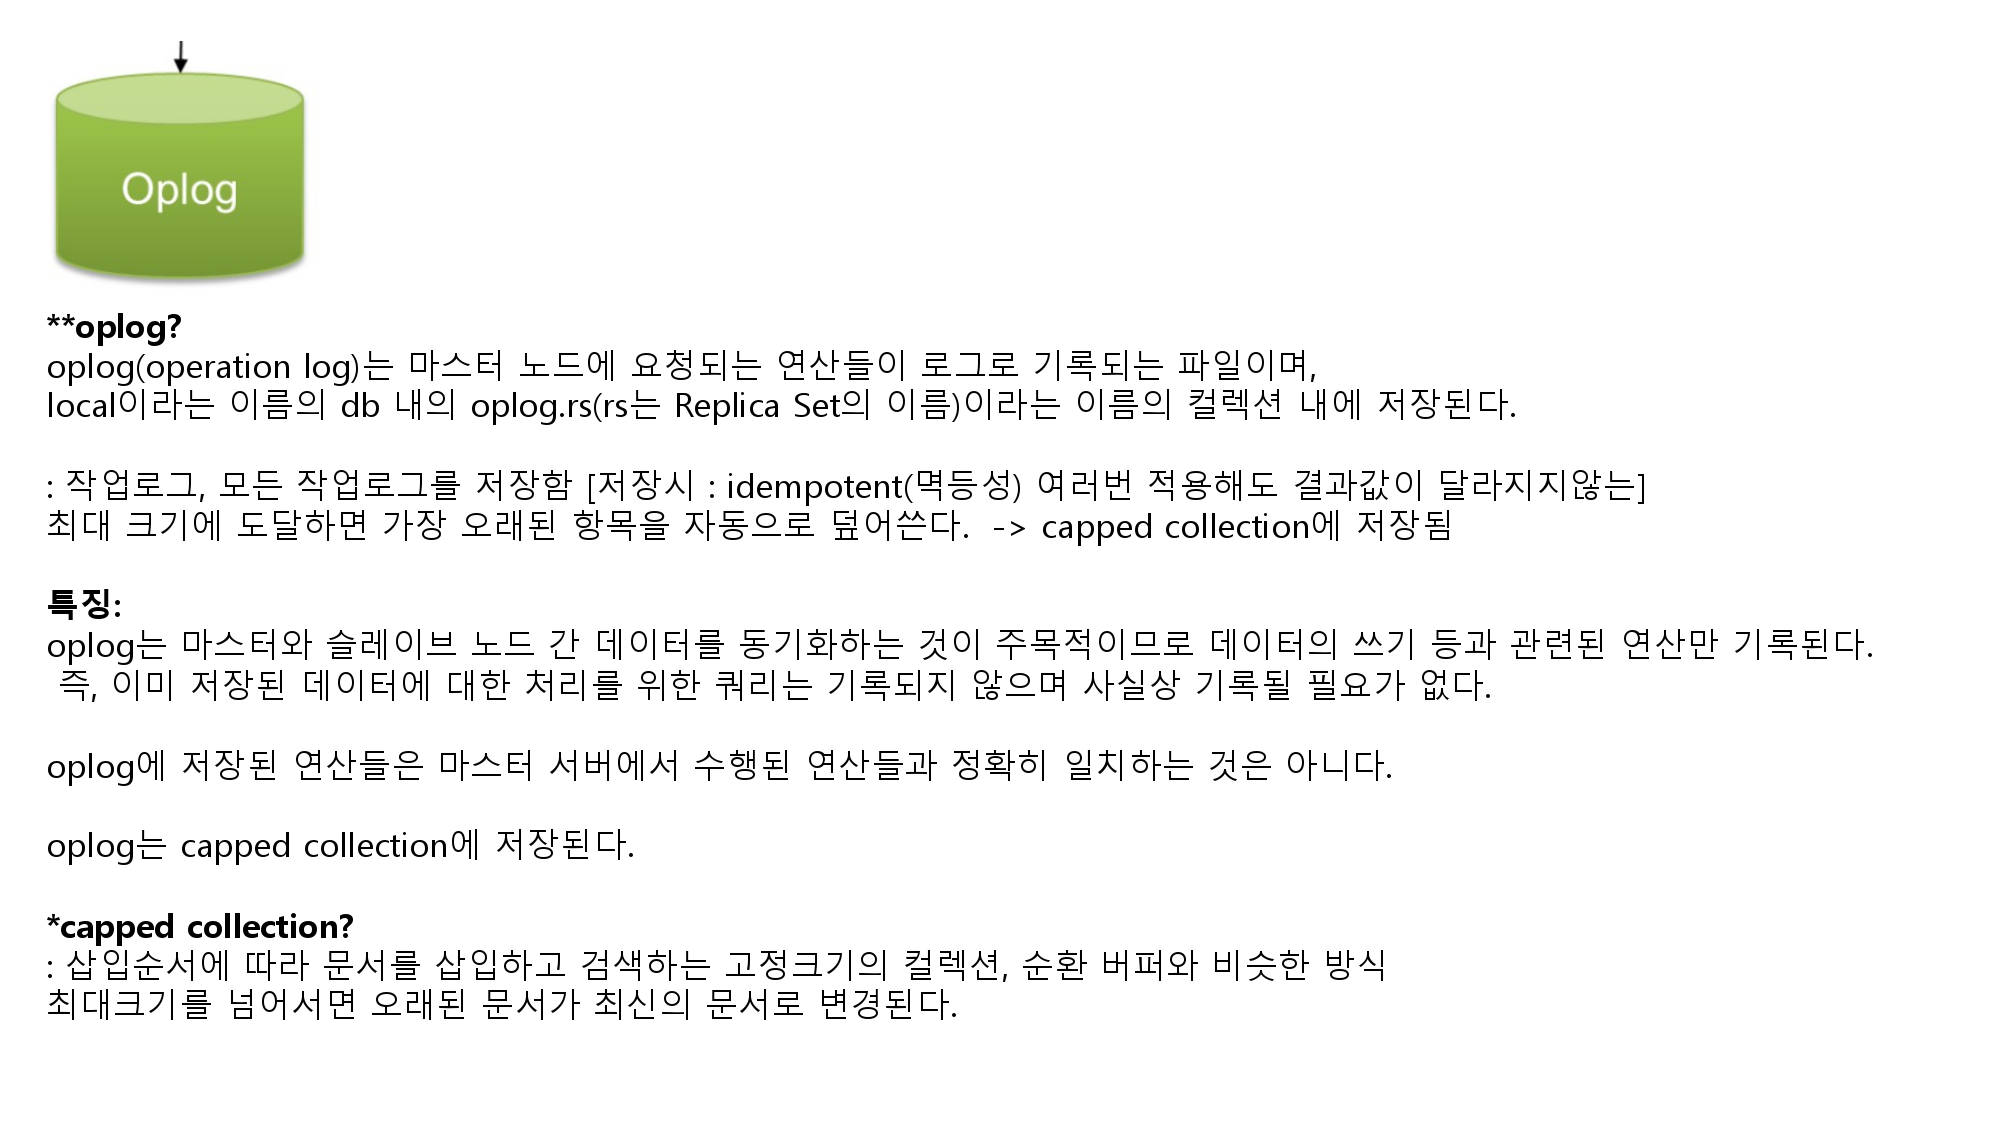 Oplog
**oplog?
oplog(operation log)는 마스터 노드에 요청되는 연산들이 로그로 기록되는 파일이며,
local이라는 이름의 db 내의 oplog.rs(rs는 Replica Set의 이름)이라는 이름의 컬렉션 내에 저장된다.
: 작업로그, 모든 작업로그를 저장함 [저장시 : idempotent(멱등성) 여러번 적용해도 결과값이 달라지지않는]
최대 크기에 도달하면 가장 오래된 항목을 자동으로 덮어쓴다. -> capped collection에 저장됨
특징:
oplog는 마스터와 슬레이브 노드 간 데이터를 동기화하는 것이 주목적이므로 데이터의 쓰기 등과 관련된 연산만 기록된다.
즉, 이미 저장된 데이터에 대한 처리를 위한 쿼리는 기록되지 않으며 사실상 기록될 필요가 없다.
oplog에 저장된 연산들은 마스터 서버에서 수행된 연산들과 정확히 일치하는 것은 아니다.
oplog는 capped collection에 저장된다.
*capped collection?
: 삽입순서에 따라 문서를 삽입하고 검색하는 고정크기의 컬렉션, 순환 버퍼와 비슷한 방식
최대크기를 넘어서면 오래된 문서가 최신의 문서로 변경된다.